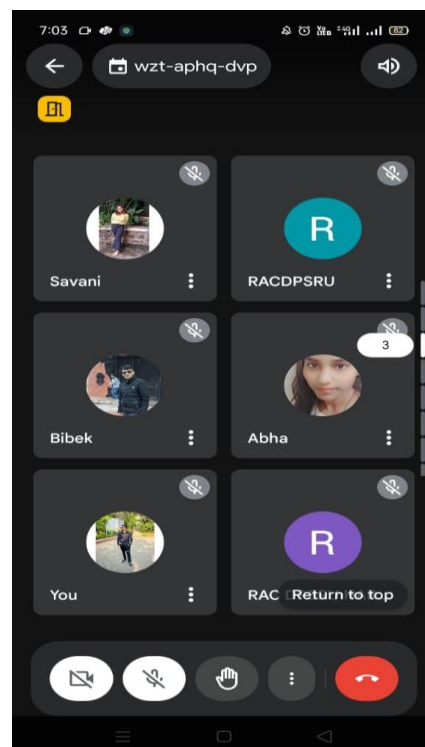 7:03 82
wzt-aphq-dvp
R
Savani RACDPSRU
3
Bibek Abha
R
You RAC Return to top